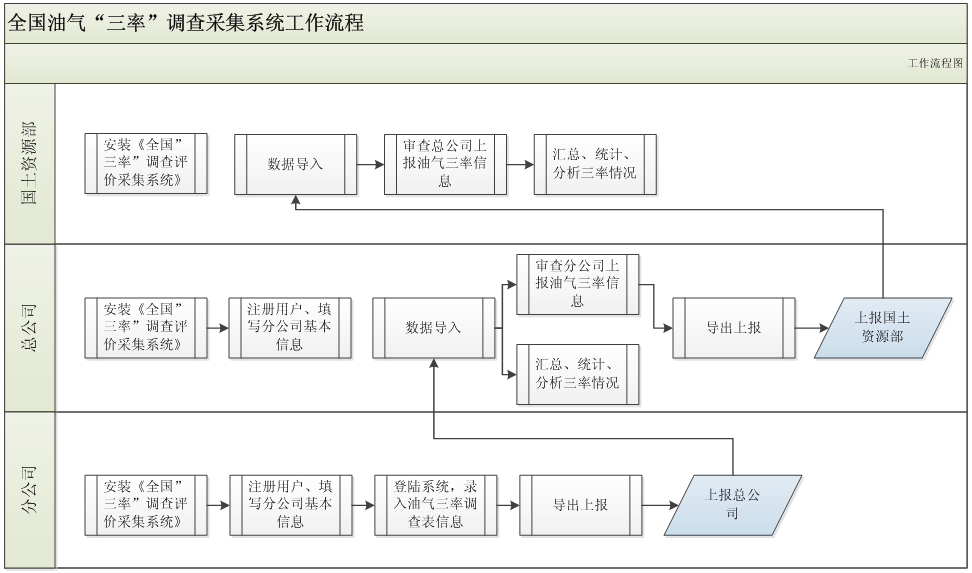 全国油气“三率”调查采集系统工作流程
工作流程图
国土资源部
安装《全国”
三率”调查评
价采集系统》
数据导入
审查总公司上
报油气三率信
息
汇总、统计、
分析三率情况
总公司
安装《全国”
三率”调查评
价采集系统》
注册用户、填
写分公司基本
信息
数据导入
审查分公司上
报油气三率信
息
汇总、统计、
分析三率情况
导出上报
上报国土
资源部
分公司
安装《全国”
三率”调查评
价采集系统》
注册用户、填
写分公司基本
信息
登陆系统，录
入油气三率调
查表信息
导出上报
上报总公
司